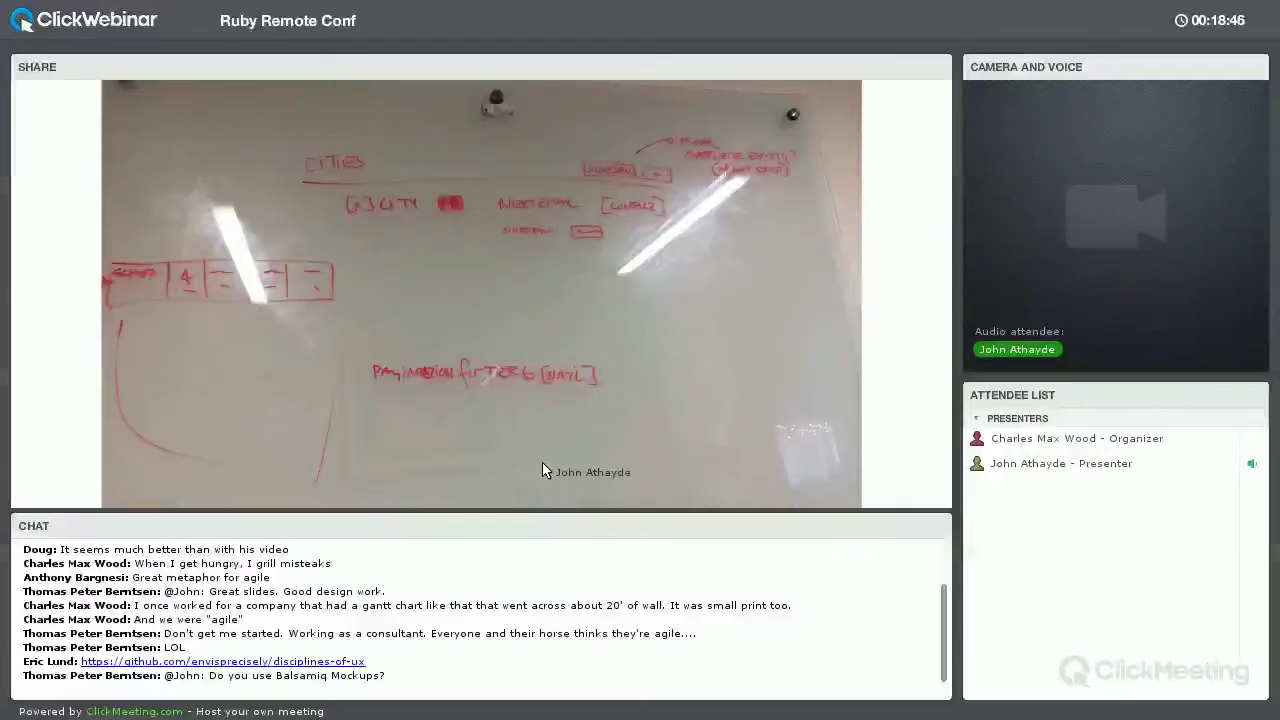 ClickWebinar
Ruby Remote Conf
00:18:46
SHARE
CITIES
CITY
4
PAGINATION for
John Athayde
CAMERA AND VOICE
Audio attendee:
John Athayde
ATTENDEE LIST
PRESENTERS
Charles Max Wood - Organizer
John Athayde - Presenter
CHAT
Doug: It seems much better than with his video
Charles Max Wood: When I get hungry, I grill misteaks
Anthony Bargnesi: Great metaphor for agile
Thomas Peter Berntsen: @John: Great slides. Good design work.
Charles Max Wood: I once worked for a company that had a gantt chart like that that went across about 20' of wall. It was small print too.
Charles Max Wood: And we were "agile"
Thomas Peter Berntsen: Don't get me started. Working as a consultant. Everyone and their horse thinks they're agile....
Thomas Peter Berntsen: LOL
Eric Lund: https://github.com/envisprecisely/disciplines-of-ux
Thomas Peter Berntsen: @John: Do you use Balsamiq Mockups?
ClickMeeting
Powered by ClickMeeting.com - Host your own meeting